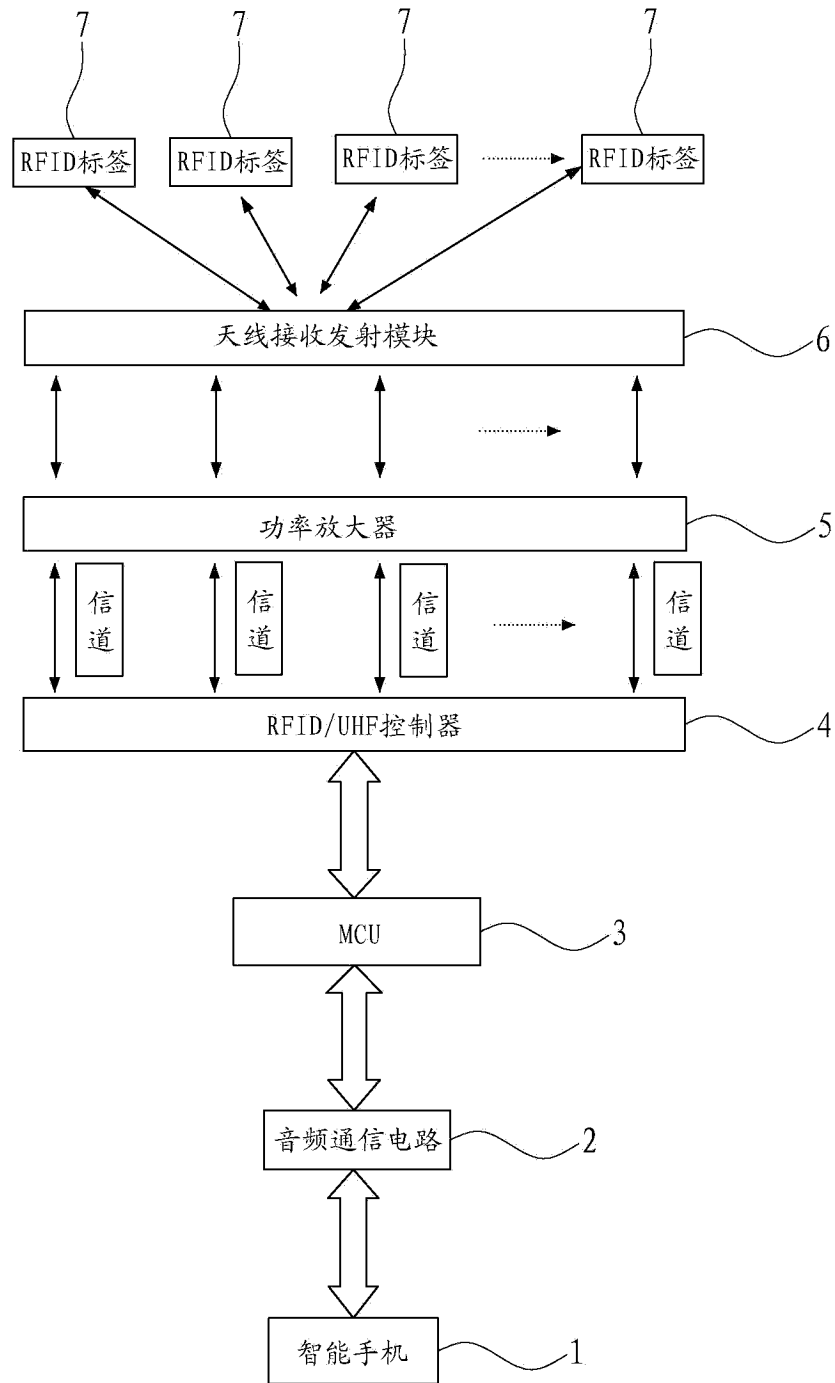 7 7 7 7
RFID标签 RFID标签 RFID标签 RFID标签
天线接收发射模块
6
功率放大器
5
信道 信道 信道 信道
RFID/UHF控制器
4
MCU
3
音频通信电路
2
智能手机
1